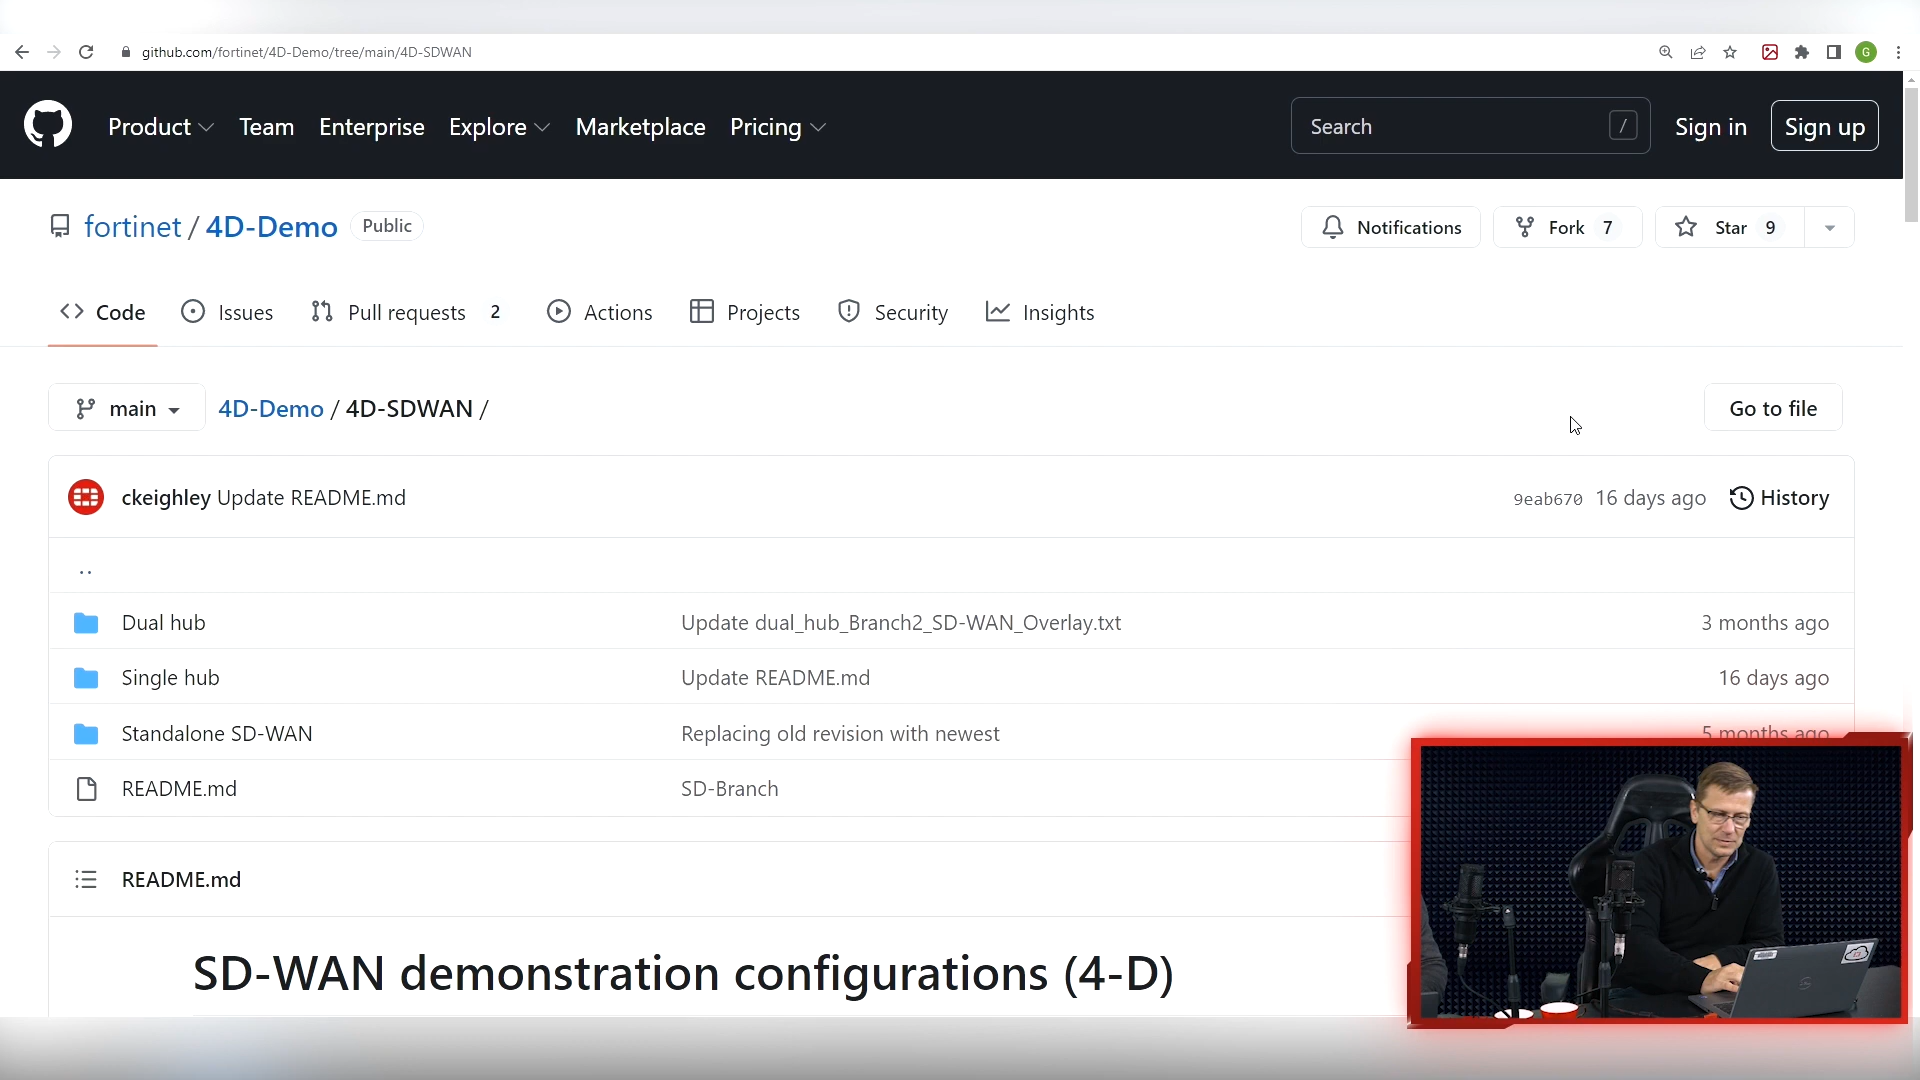 github.com/fortinet/4D-Demo/tree/main/4D-SDWAN
G
Product Team Enterprise Explore Marketplace Pricing Search / Sign in Sign up
fortinet / 4D-Demo Public Notifications Fork 7 Star 9
Code Issues Pull requests 2 Actions Projects Security Insights
main 4D-Demo / 4D-SDWAN / Go to file
ckeighley Update README.md 9eab670 16 days ago History
..
Dual hub Update dual_hub_Branch2_SD-WAN_Overlay.txt 3 months ago
Single hub Update README.md 16 days ago
Standalone SD-WAN Replacing old revision with newest 5 months ago
README.md SD-Branch
README.md
SD-WAN demonstration configurations (4-D)